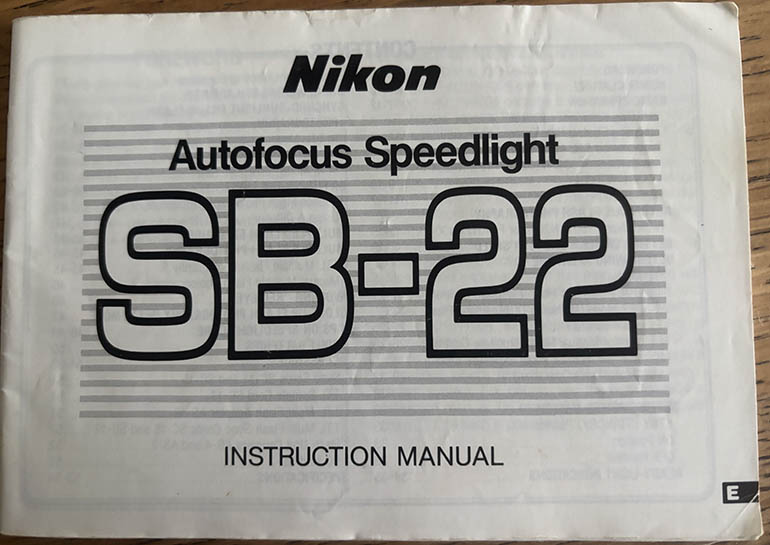 Nikon
Autofocus Speedlight
SB-22
INSTRUCTION MANUAL
E